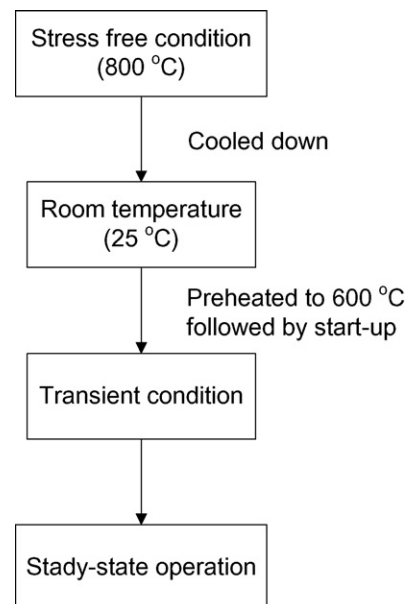 Stress free condition
(800 °C)
Cooled down
Room temperature
(25 °C)
Preheated to 600 °C
followed by start-up
Transient condition
Stady-state operation